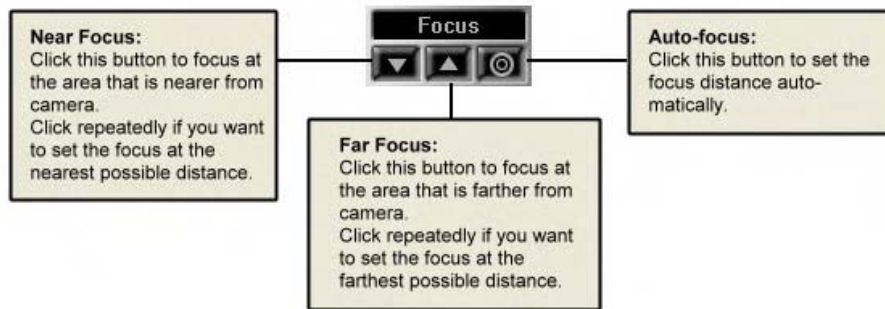 Focus
Near Focus:
Click this button to focus at
the area that is nearer from
camera.
Click repeatedly if you want
to set the focus at the
nearest possible distance.
Far Focus:
Click this button to focus at
the area that is farther from
camera.
Click repeatedly if you want
to set the focus at the
farthest possible distance.
Auto-focus:
Click this button to set the
focus distance auto-
matically.